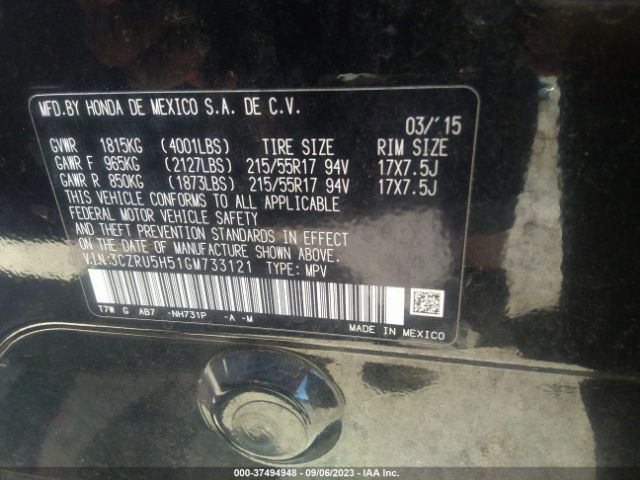 MFD.BY HONDA DE MEXICO S.A. DE C.V.
03/'15
GVWR 1815KG (4001LBS) TIRE SIZE RIM SIZE
GAWR F 965KG (2127LBS) 215/55R17 94V 17X7.5J
GAWR R 850KG (1873LBS) 215/55R17 94V 17X7.5J
THIS VEHICLE CONFORMS TO ALL APPLICABLE
FEDERAL MOTOR VEHICLE SAFETY
AND THEFT PREVENTION STANDARDS IN EFFECT
ON THE DATE OF MANUFACTURE SHOWN ABOVE.
V.I.N:3CZRU5H51GM733121 TYPE: MPV
T7W G AB7 -NH731P -A -M
MADE IN MEXICO
000-37494948 - 09/06/2023 - IAA Inc.